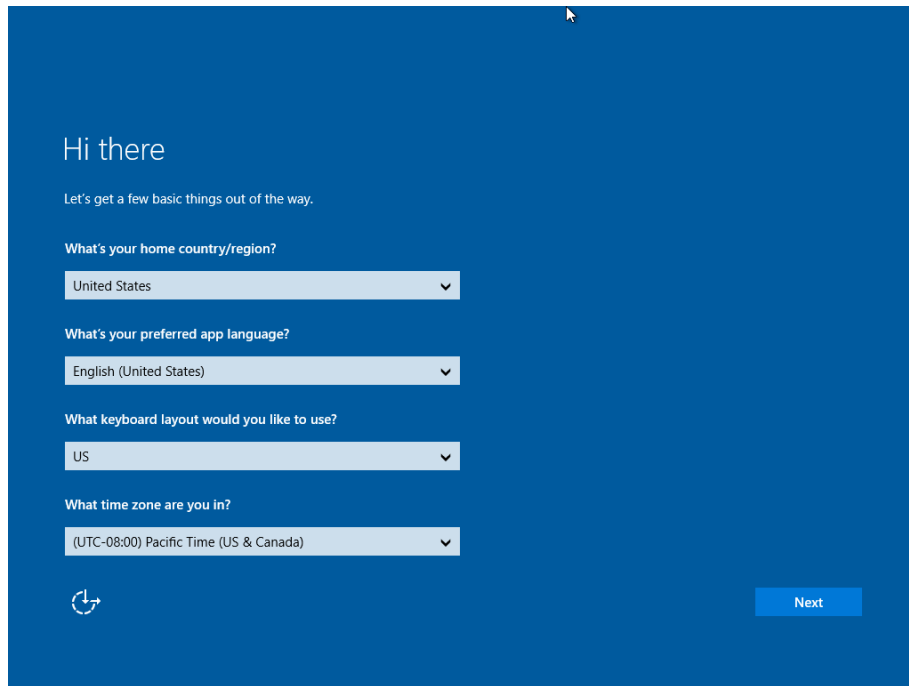 Hi there
Let's get a few basic things out of the way.
What's your home country/region?
United States
What's your preferred app language?
English (United States)
What keyboard layout would you like to use?
US
What time zone are you in?
(UTC-08:00) Pacific Time (US & Canada)
Next